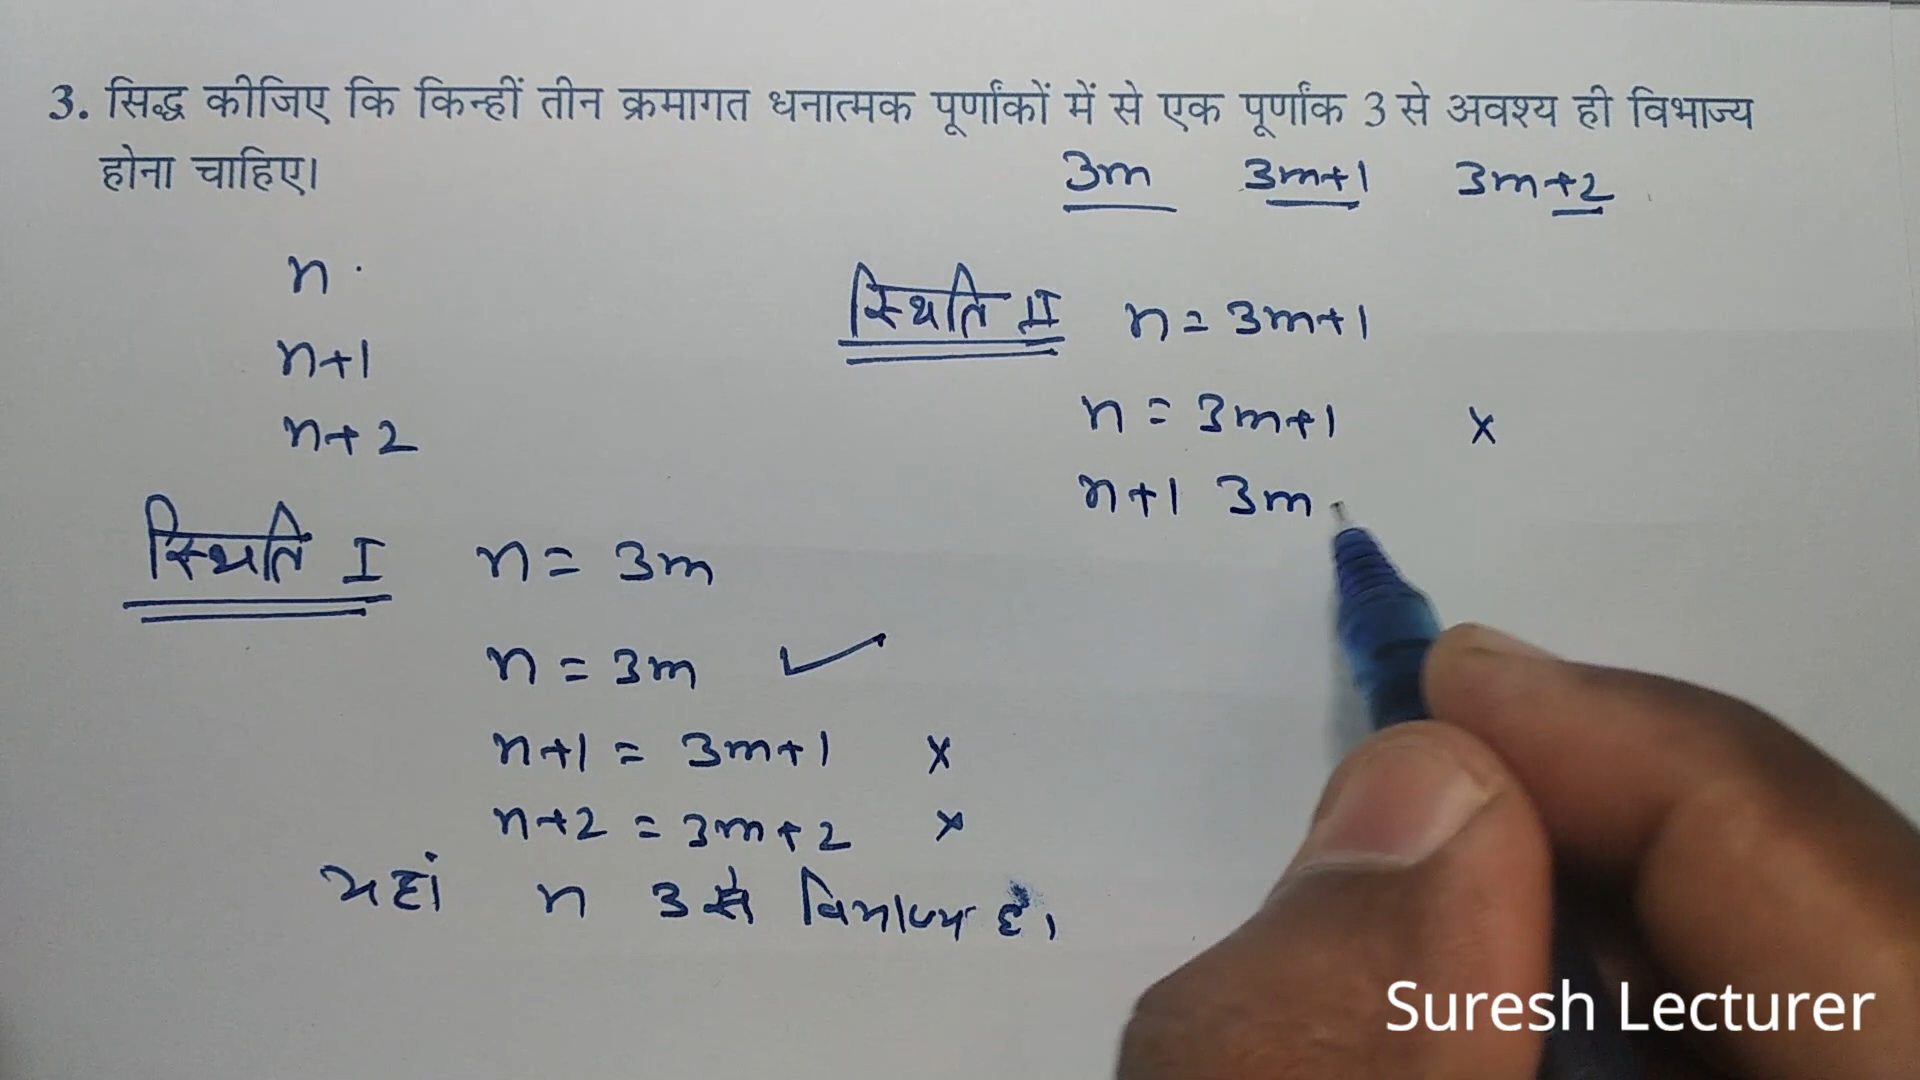 3. सिद्ध कीजिए कि किन्हीं तीन क्रमागत धनात्मक पूर्णांकों में से एक पूर्णांक 3 से अवश्य ही विभाज्य
होना चाहिए।
3m 3m+1 3m+2
n
n+1
n+2
स्थिति I n = 3m
n = 3m ✓
n+1 = 3m+1 x
n+2 = 3m+2 x
यहां n 3 से विभाज्य है।
स्थिति II n = 3m+1
n = 3m+1 x
n+1 3m
Suresh Lecturer